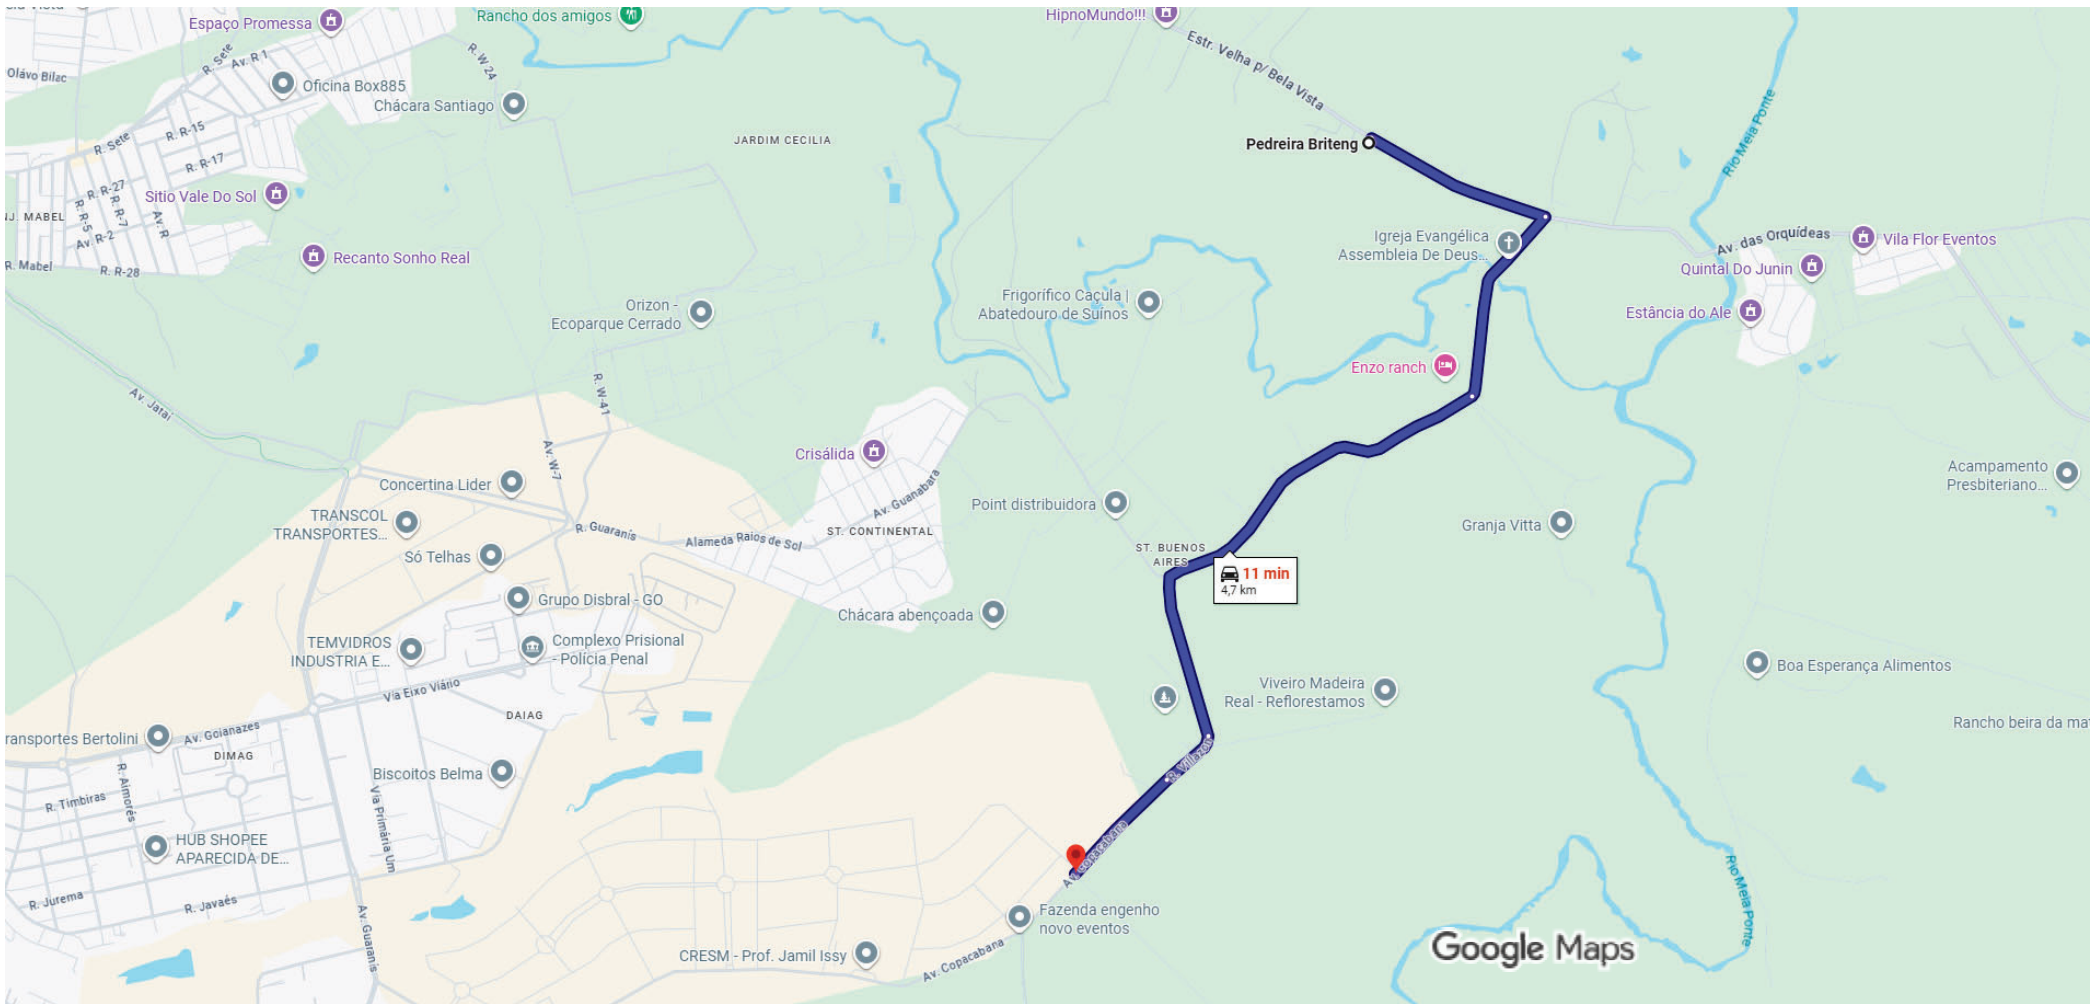 Espaço Promessa
Rancho dos amigos
HipnoMundo!!!
Estr. Velha p/ Bela Vista
R. Sete
Av. R 1
R. W 24
Olávo Bilac
Oficina Box885
Chácara Santiago
R. R-15
R. Sete
JARDIM CECILIA
Pedreira Briteng
Rio Meia Ponte
R. R-17
R. R-27
Sitio Vale Do Sol
R. R-5
R. R-7
Av. R
NJ. MABEL
Av. R-2
R. Mabel
R. R-28
Recanto Sonho Real
Igreja Evangélica
Assembleia De Deus...
Av. das Orquídeas
Vila Flor Eventos
Quintal Do Junin
Estância do Ale
Orizon -
Ecoparque Cerrado
Frigorífico Caçula |
Abatedouro de Suínos
Enzo ranch
Av. Jataí
R. W-41
Av. W-7
Crisálida
Av. Guanabara
Concertina Lider
TRANSCOL
TRANSPORTES...
Só Telhas
R. Guaranis
Alameda Raios de Sol
ST. CONTINENTAL
Point distribuidora
Acampamento
Presbiteriano...
Granja Vitta
ST. BUENOS
AIRES
11 min
4,7 km
Grupo Disbral - GO
Chácara abençoada
TEMVIDROS
INDUSTRIA E...
Complexo Prisional
- Polícia Penal
Via Eixo Viário
DAIAG
Viveiro Madeira
Real - Reflorestamos
Boa Esperança Alimentos
Rancho beira da mat
ransportes Bertolini
Av. Goianazes
DIMAG
R. Aimorés
R. Timbiras
Biscoitos Belma
Via Primária Um
HUB SHOPEE
APARECIDA DE...
Av. Copacabana
R. Jurema
R. Javaés
Av. Guaranis
Fazenda engenho
novo eventos
CRESM - Prof. Jamil Issy
Av. Copacabana
Rio Meia Ponte
Google Maps